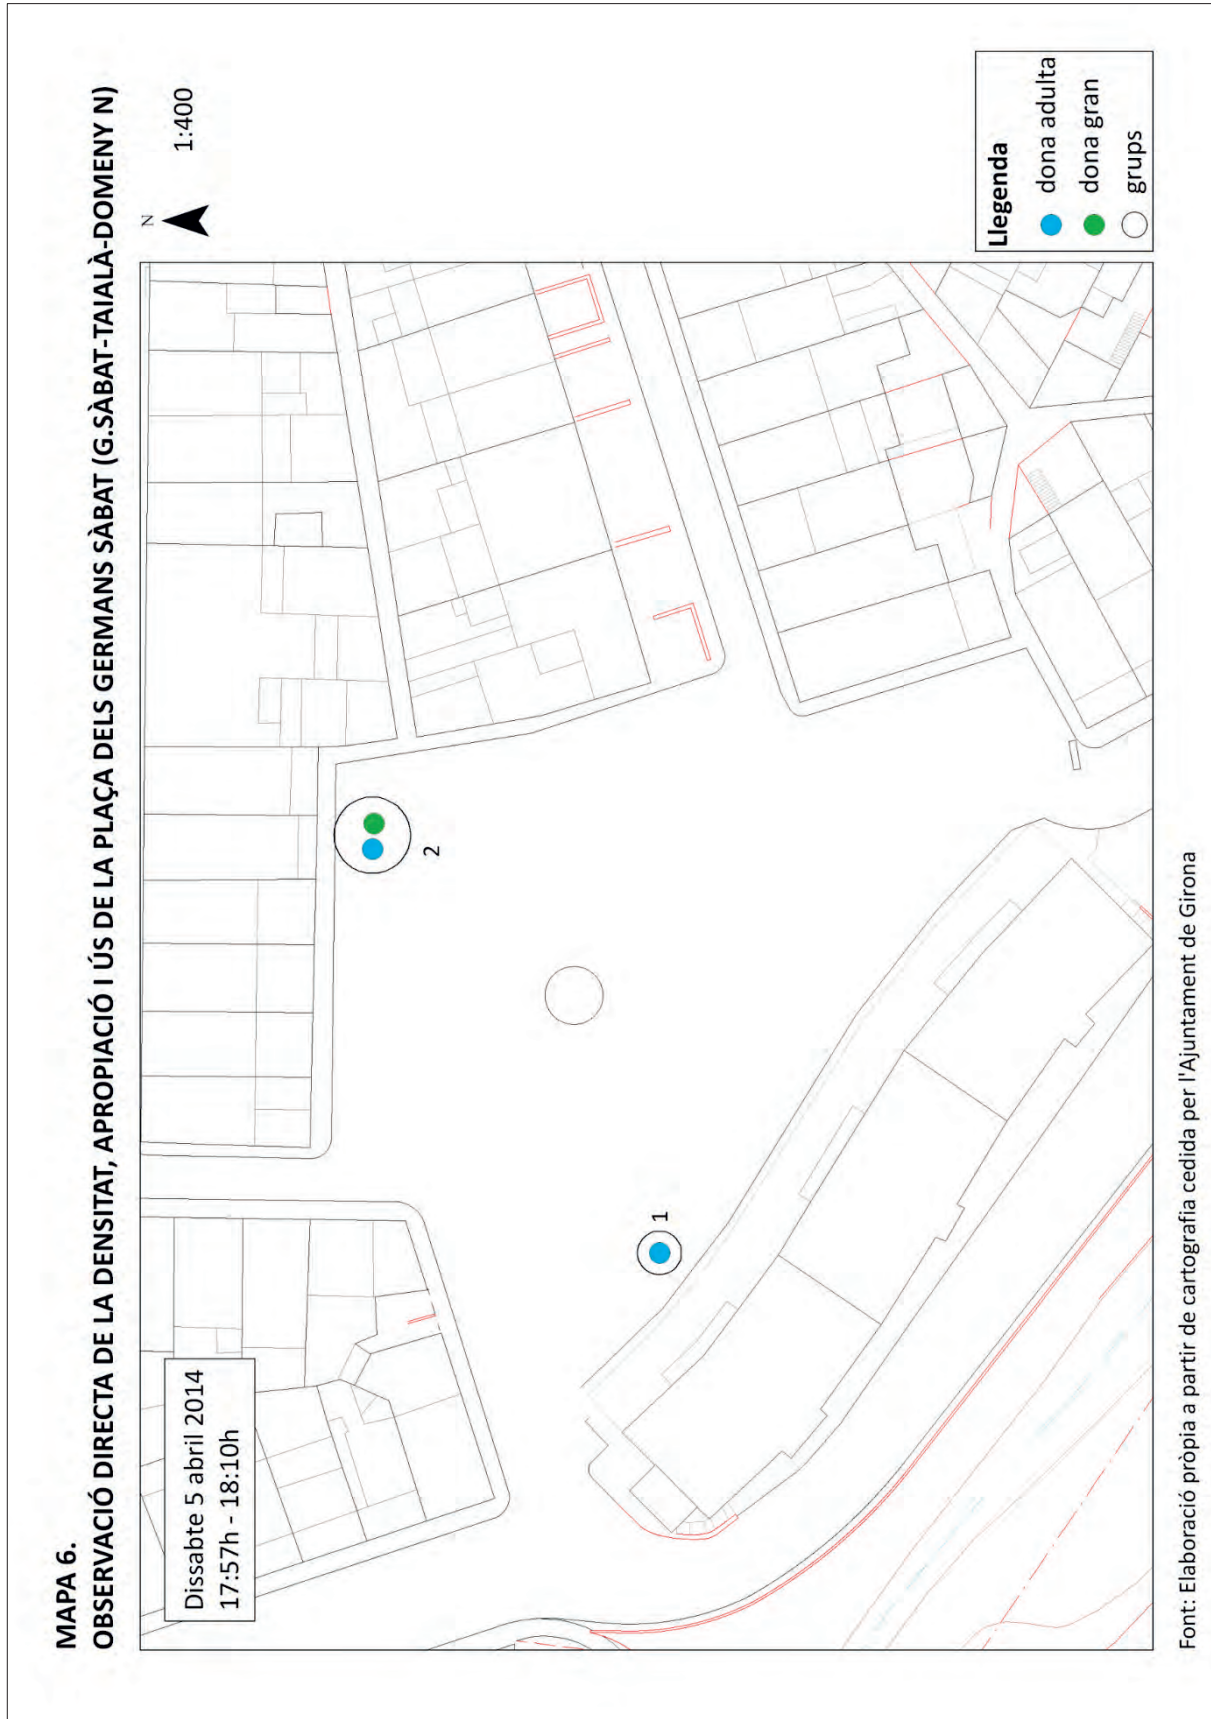 MAPA 6.
OBSERVACIÓ DIRECTA DE LA DENSITAT, APROPIACIÓ I ÚS DE LA PLAÇA DELS GERMANS SÀBAT (G.SÀBAT-TAIALÀ-DOMENY N)
N
1:400
Dissabte 5 abril 2014
17:57h - 18:10h
2
1
Llegenda
dona adulta
dona gran
grups
Font: Elaboració pròpia a partir de cartografia cedida per l'Ajuntament de Girona